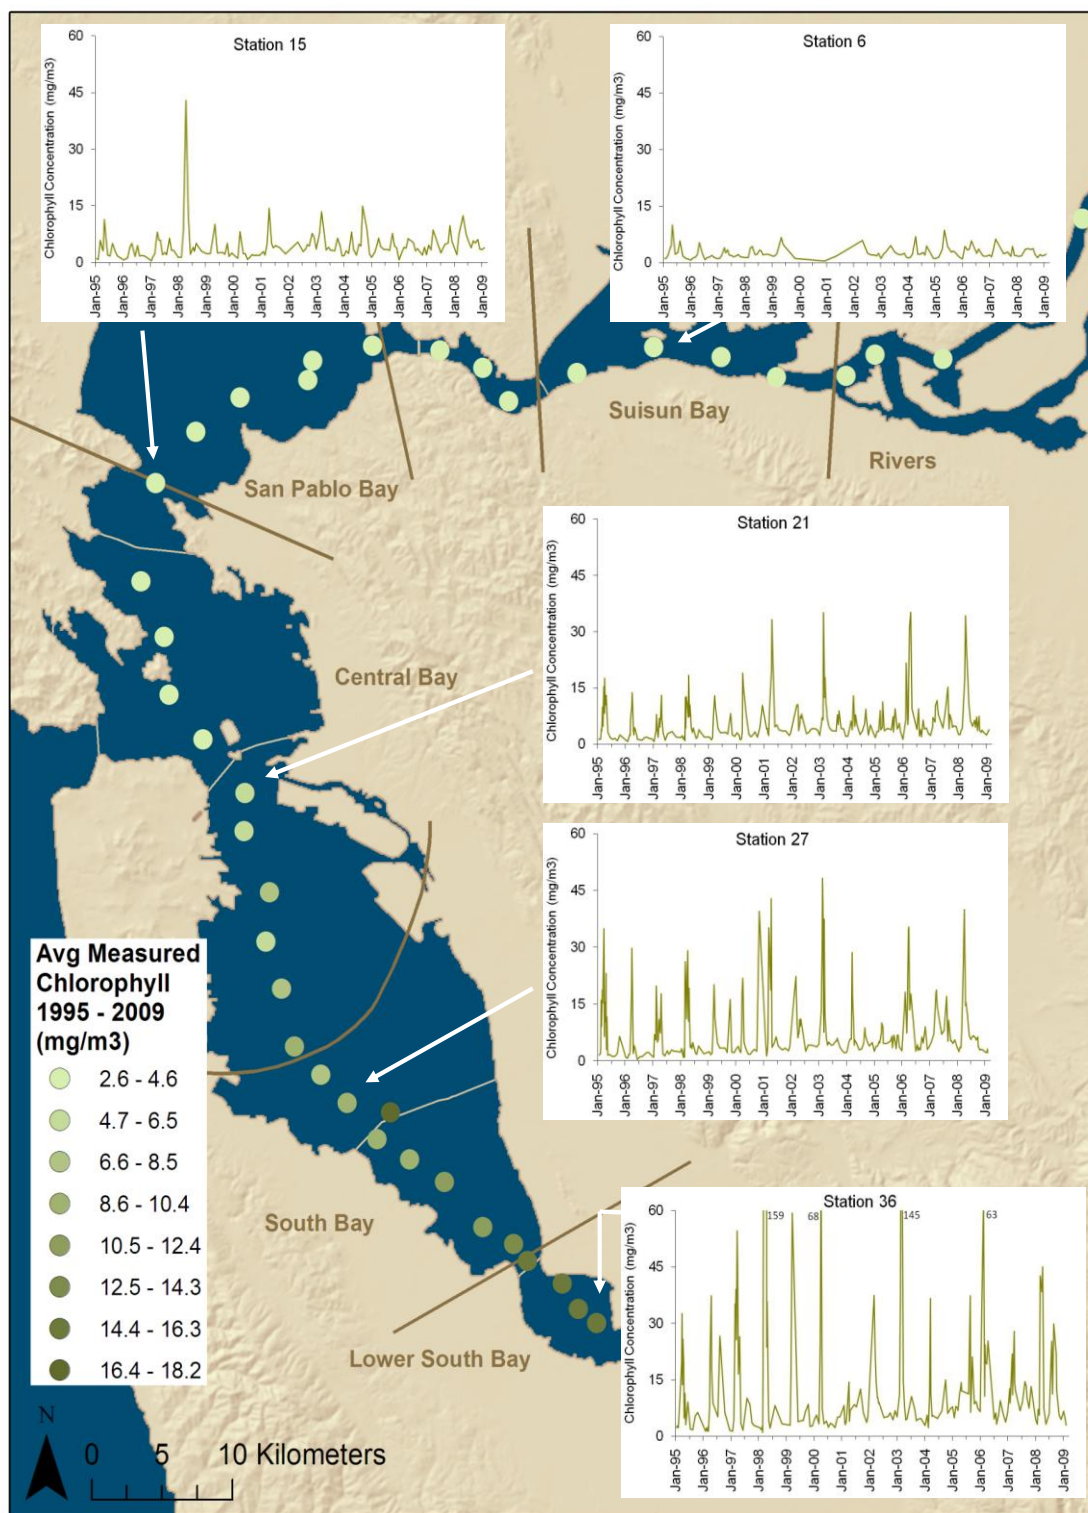 Station 15
Chlorophyll Concentration (mg/m3)
60
45
30
15
0
Jan-95
Jan-96
Jan-97
Jan-98
Jan-99
Jan-00
Jan-01
Jan-02
Jan-03
Jan-04
Jan-05
Jan-06
Jan-07
Jan-08
Jan-09
Station 6
Chlorophyll Concentration (mg/m3)
60
45
30
15
0
Jan-95
Jan-96
Jan-97
Jan-98
Jan-99
Jan-00
Jan-01
Jan-02
Jan-03
Jan-04
Jan-05
Jan-06
Jan-07
Jan-08
Jan-09
Suisun Bay
Rivers
San Pablo Bay
Station 21
Chlorophyll Concentration (mg/m3)
60
45
30
15
0
Jan-95
Jan-96
Jan-97
Jan-98
Jan-99
Jan-00
Jan-01
Jan-02
Jan-03
Jan-04
Jan-05
Jan-06
Jan-07
Jan-08
Jan-09
Central Bay
Station 27
Chlorophyll Concentration (mg/m3)
60
45
30
15
0
Jan-95
Jan-96
Jan-97
Jan-98
Jan-99
Jan-00
Jan-01
Jan-02
Jan-03
Jan-04
Jan-05
Jan-06
Jan-07
Jan-08
Jan-09
Avg Measured
Chlorophyll
1995 - 2009
(mg/m3)
2.6 - 4.6
4.7 - 6.5
6.6 - 8.5
8.6 - 10.4
10.5 - 12.4
12.5 - 14.3
14.4 - 16.3
16.4 - 18.2
South Bay
Lower South Bay
Station 36
Chlorophyll Concentration (mg/m3)
60
45
30
15
0
159
68
145
63
Jan-95
Jan-96
Jan-97
Jan-98
Jan-99
Jan-00
Jan-01
Jan-02
Jan-03
Jan-04
Jan-05
Jan-06
Jan-07
Jan-08
Jan-09
N
0 5 10 Kilometers